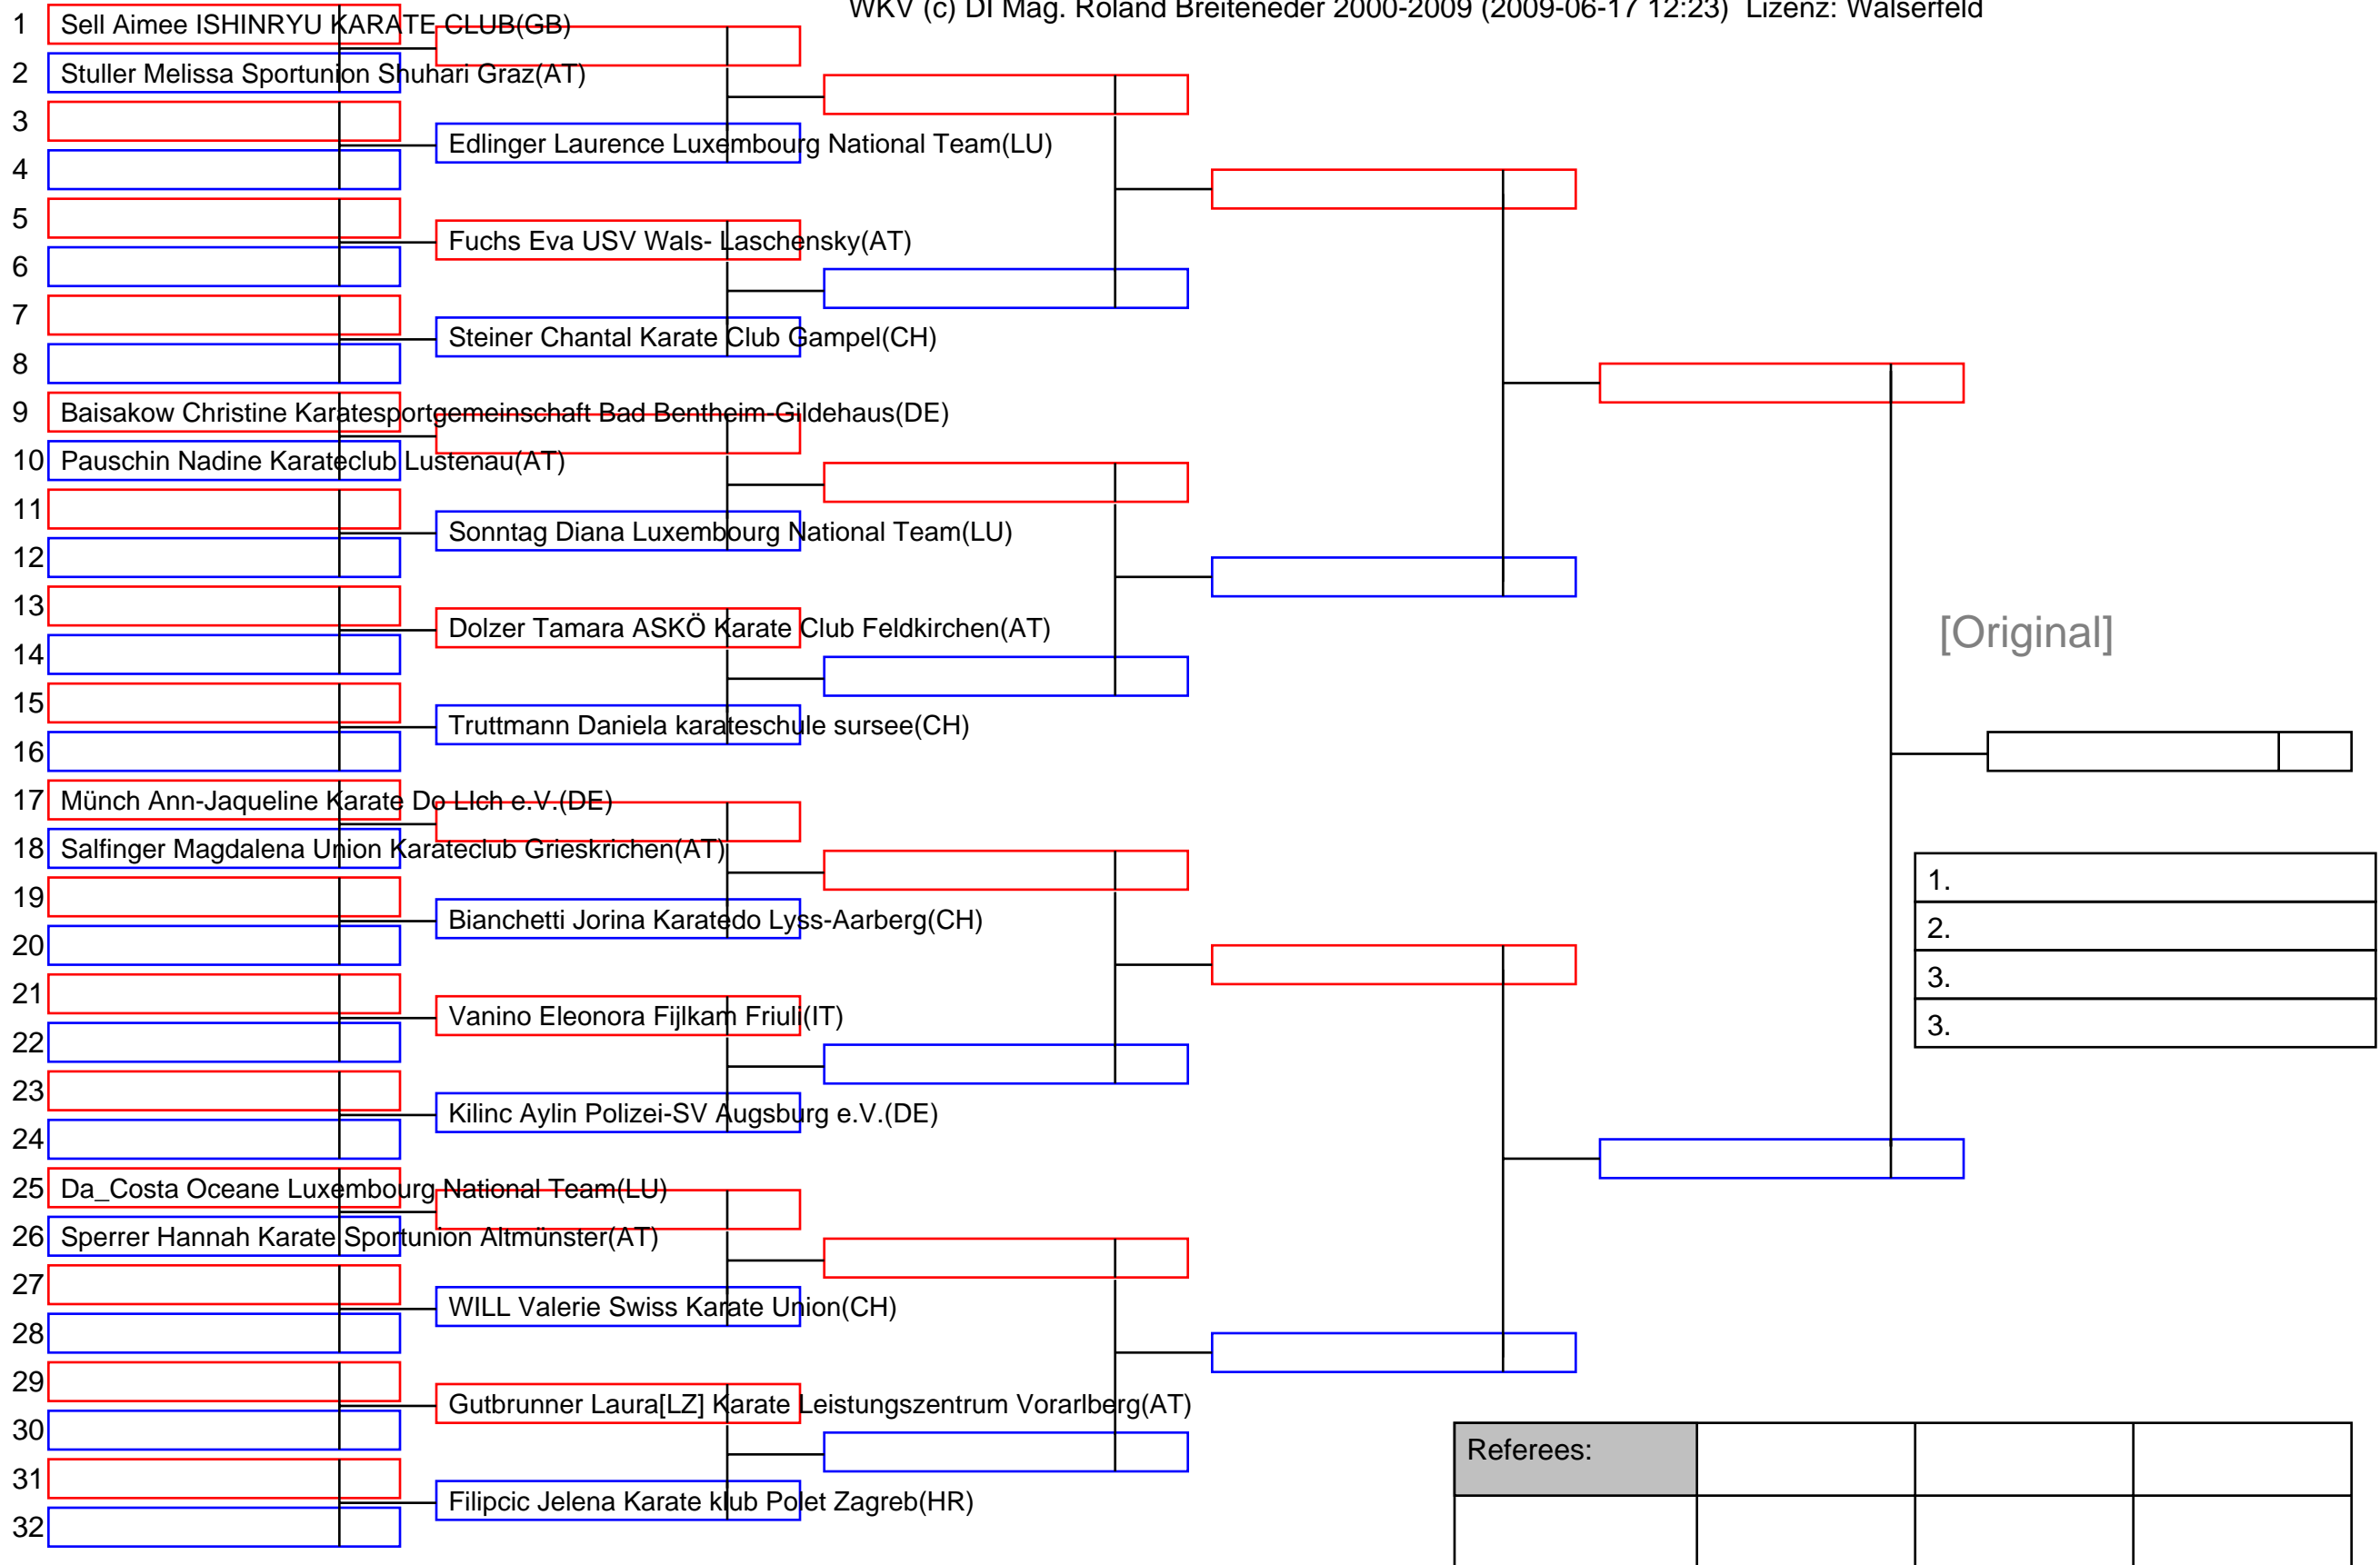 WKV (c) DI Mag. Roland Breiteneder 2000-2009 (2009-06-17 12:23) Lizenz: Walserfeld
1 Sell Aimee ISHINRYU KARATE CLUB(GB)
2 Stuller Melissa Sportunion Shuhari Graz(AT)
3
Edlinger Laurence Luxembourg National Team(LU)
4
5
Fuchs Eva USV Wals- Laschensky(AT)
6
7
Steiner Chantal Karate Club Gampel(CH)
8
9 Baisakow Christine Karatesportgemeinschaft Bad Bentheim-Gildehaus(DE)
10 Pauschin Nadine Karateclub Lustenau(AT)
11
Sonntag Diana Luxembourg National Team(LU)
12
13
Dolzer Tamara ASKÖ Karate Club Feldkirchen(AT)
[Original]
14
15
Truttmann Daniela karateschule sursee(CH)
16
17 Münch Ann-Jaqueline Karate Do LIch e.V.(DE)
18 Salfinger Magdalena Union Karateclub Grieskrichen(AT)
19
Bianchetti Jorina Karatedo Lyss-Aarberg(CH)
20
21
Vanino Eleonora Fijlkam Friuli(IT)
22
23
Kilinc Aylin Polizei-SV Augsburg e.V.(DE)
24
1.
2.
3.
3.
25 Da_Costa Oceane Luxembourg National Team(LU)
26 Sperrer Hannah Karate Sportunion Altmünster(AT)
27
WILL Valerie Swiss Karate Union(CH)
28
29
Gutbrunner Laura[LZ] Karate Leistungszentrum Vorarlberg(AT)
30
31
Filipcic Jelena Karate klub Polet Zagreb(HR)
32
Referees: